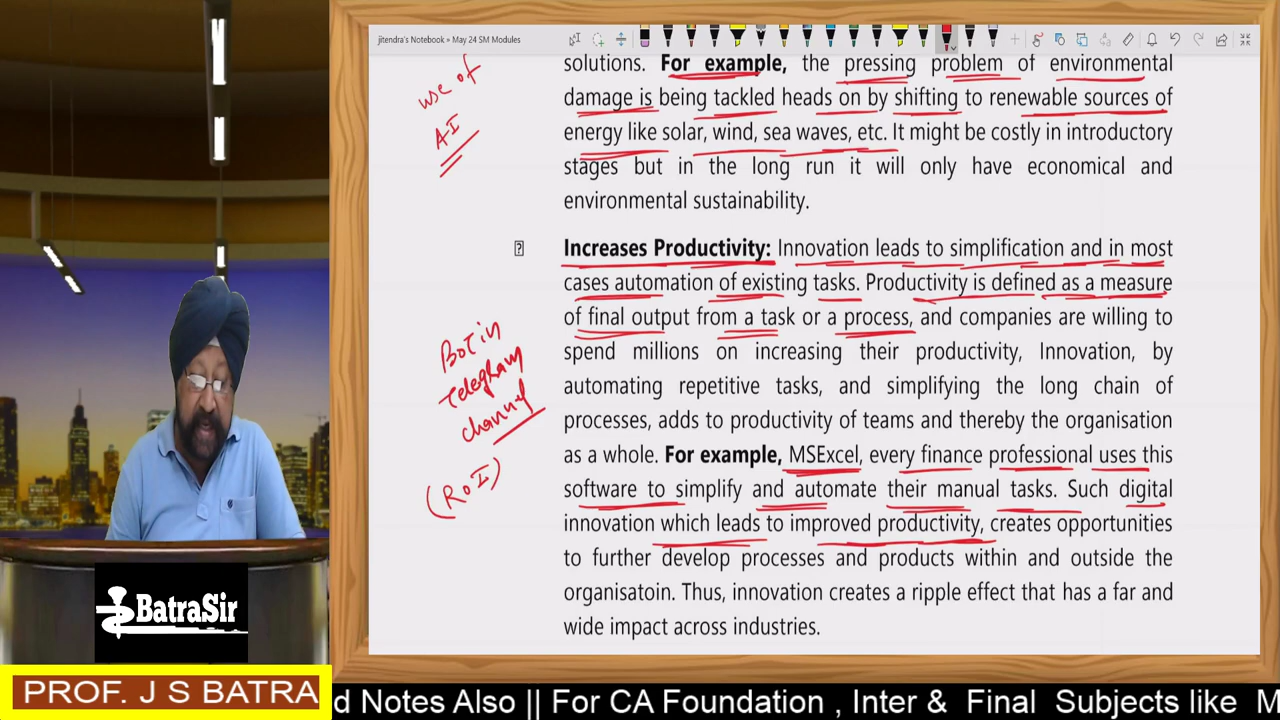 jitendra's Notebook » May 24 SM Modules
solutions. For example, the pressing problem of environmental
damage is being tackled heads on by shifting to renewable sources of
energy like solar, wind, sea waves, etc. It might be costly in introductory
stages but in the long run it will only have economical and
environmental sustainability.
use of
A-I
Increases Productivity: Innovation leads to simplification and in most
cases automation of existing tasks. Productivity is defined as a measure
of final output from a task or a process, and companies are willing to
spend millions on increasing their productivity, Innovation, by
automating repetitive tasks, and simplifying the long chain of
processes, adds to productivity of teams and thereby the organisation
as a whole. For example, MSExcel, every finance professional uses this
software to simplify and automate their manual tasks. Such digital
innovation which leads to improved productivity, creates opportunities
to further develop processes and products within and outside the
organisatoin. Thus, innovation creates a ripple effect that has a far and
wide impact across industries.
BOT in
Telegram
channel
(ROI)
BatraSir
PROF. J S BATRA
d Notes Also || For CA Foundation , Inter & Final Subjects like M